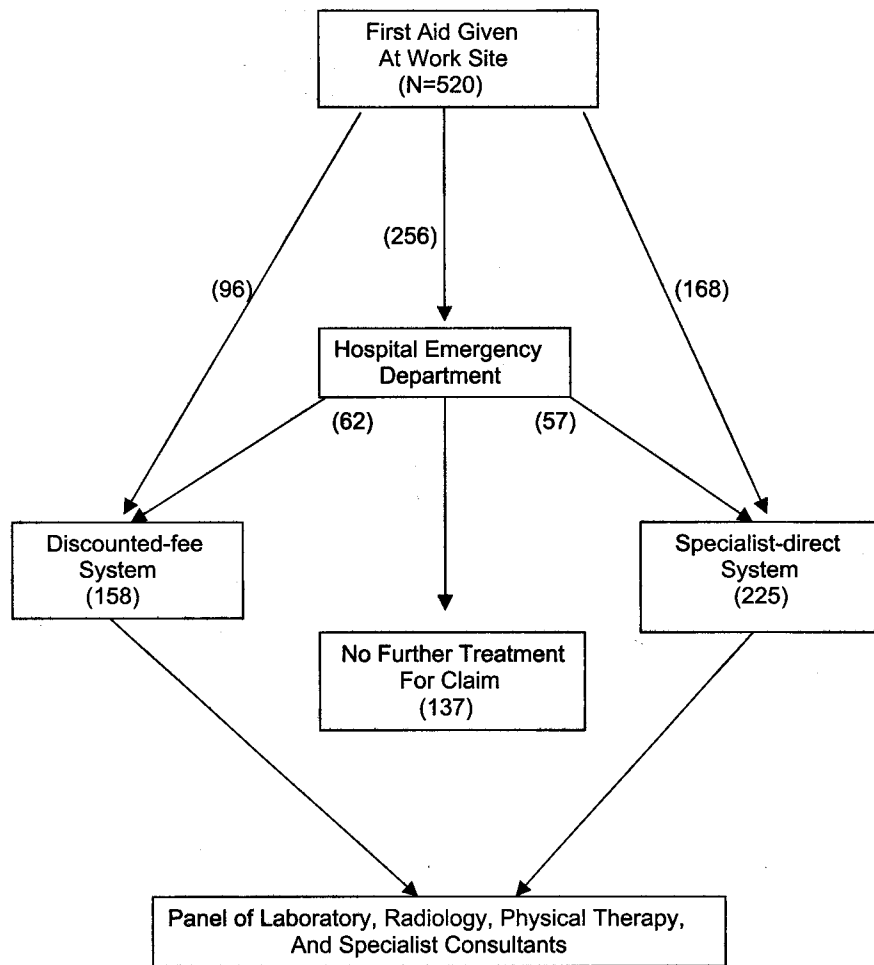 First Aid Given
At Work Site
(N=520)
(256)
(96)
(168)
Hospital Emergency
Department
(62)
(57)
Discounted-fee
System
(158)
Specialist-direct
System
(225)
No Further Treatment
For Claim
(137)
Panel of Laboratory, Radiology, Physical Therapy,
And Specialist Consultants